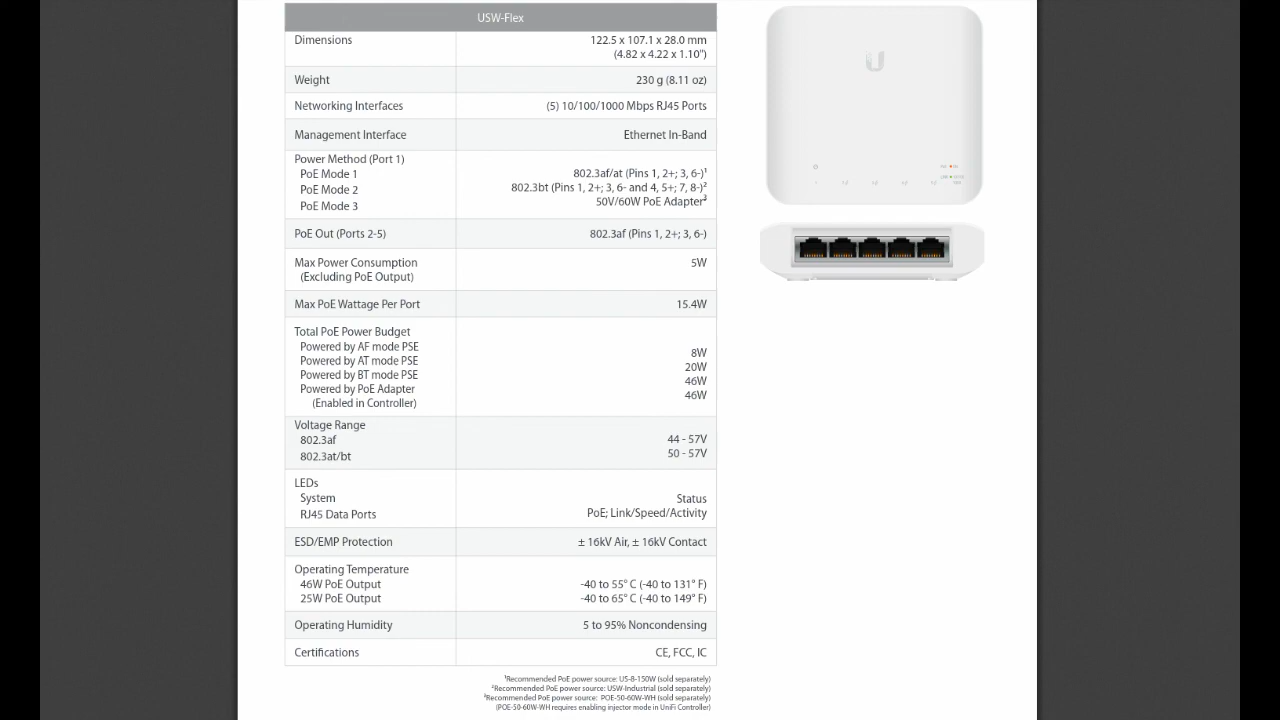 USW-Flex
Dimensions 122.5 x 107.1 x 28.0 mm
(4.82 x 4.22 x 1.10")
Weight 230 g (8.11 oz)
Networking Interfaces (5) 10/100/1000 Mbps RJ45 Ports
Management Interface Ethernet In-Band
Power Method (Port 1)
PoE Mode 1 802.3af/at (Pins 1, 2+; 3, 6-)¹
PoE Mode 2 802.3bt (Pins 1, 2+; 3, 6- and 4, 5+; 7, 8-)²
PoE Mode 3 50V/60W PoE Adapter³
PoE Out (Ports 2-5) 802.3af (Pins 1, 2+; 3, 6-)
Max Power Consumption 5W
(Excluding PoE Output)
Max PoE Wattage Per Port 15.4W
Total PoE Power Budget
Powered by AF mode PSE 8W
Powered by AT mode PSE 20W
Powered by BT mode PSE 46W
Powered by PoE Adapter 46W
(Enabled in Controller)
Voltage Range
802.3af 44 - 57V
802.3at/bt 50 - 57V
LEDs
System Status
RJ45 Data Ports PoE; Link/Speed/Activity
ESD/EMP Protection ± 16kV Air, ± 16kV Contact
Operating Temperature
46W PoE Output -40 to 55° C (-40 to 131° F)
25W PoE Output -40 to 65° C (-40 to 149° F)
Operating Humidity 5 to 95% Noncondensing
Certifications CE, FCC, IC
¹Recommended PoE power source: US-8-150W (sold separately)
²Recommended PoE power source: USW-Industrial (sold separately)
³Recommended PoE power source: POE-50-60W-WH (sold separately)
(POE-50-60W-WH requires enabling injector mode in UniFi Controller)